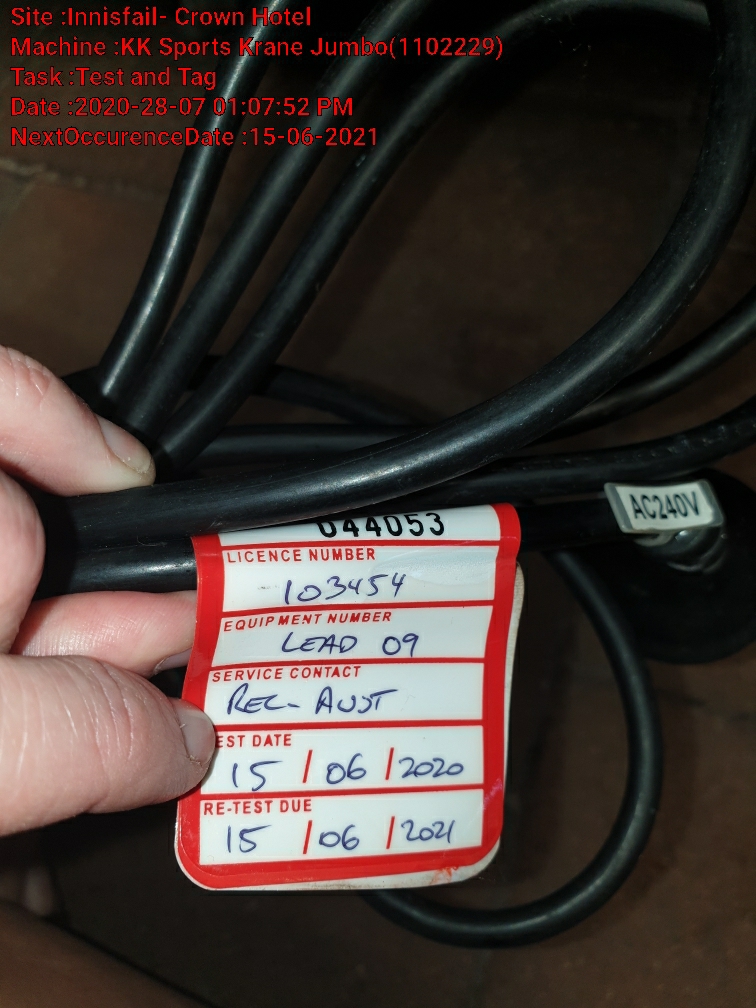 Site :Innisfail- Crown Hotel
Machine :KK Sports Krane Jumbo(1102229)
Task :Test and Tag
Date :2020-28-07 01:07:52 PM
NextOccurenceDate :15-06-2021
044053
AC240V
LICENCE NUMBER
103454
EQUIPMENT NUMBER
LEAD 09
SERVICE CONTACT
REC-AUST
EST DATE
15 / 06 / 2020
RE-TEST DUE
15 / 06 / 2021